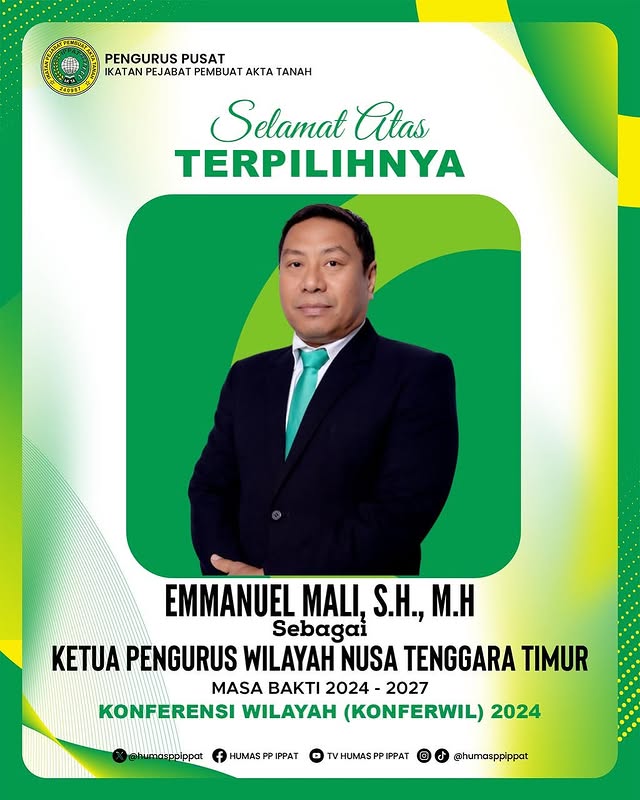 PENGURUS PUSAT
IKATAN PEJABAT PEMBUAT AKTA TANAH
Selamat Atas
TERPILIHNYA
EMMANUEL MALI, S.H., M.H
Sebagai
KETUA PENGURUS WILAYAH NUSA TENGGARA TIMUR
MASA BAKTI 2024 - 2027
KONFERENSI WILAYAH (KONFERWIL) 2024
@humasppippat HUMAS PP IPPAT TV HUMAS PP IPPAT @humasppippat